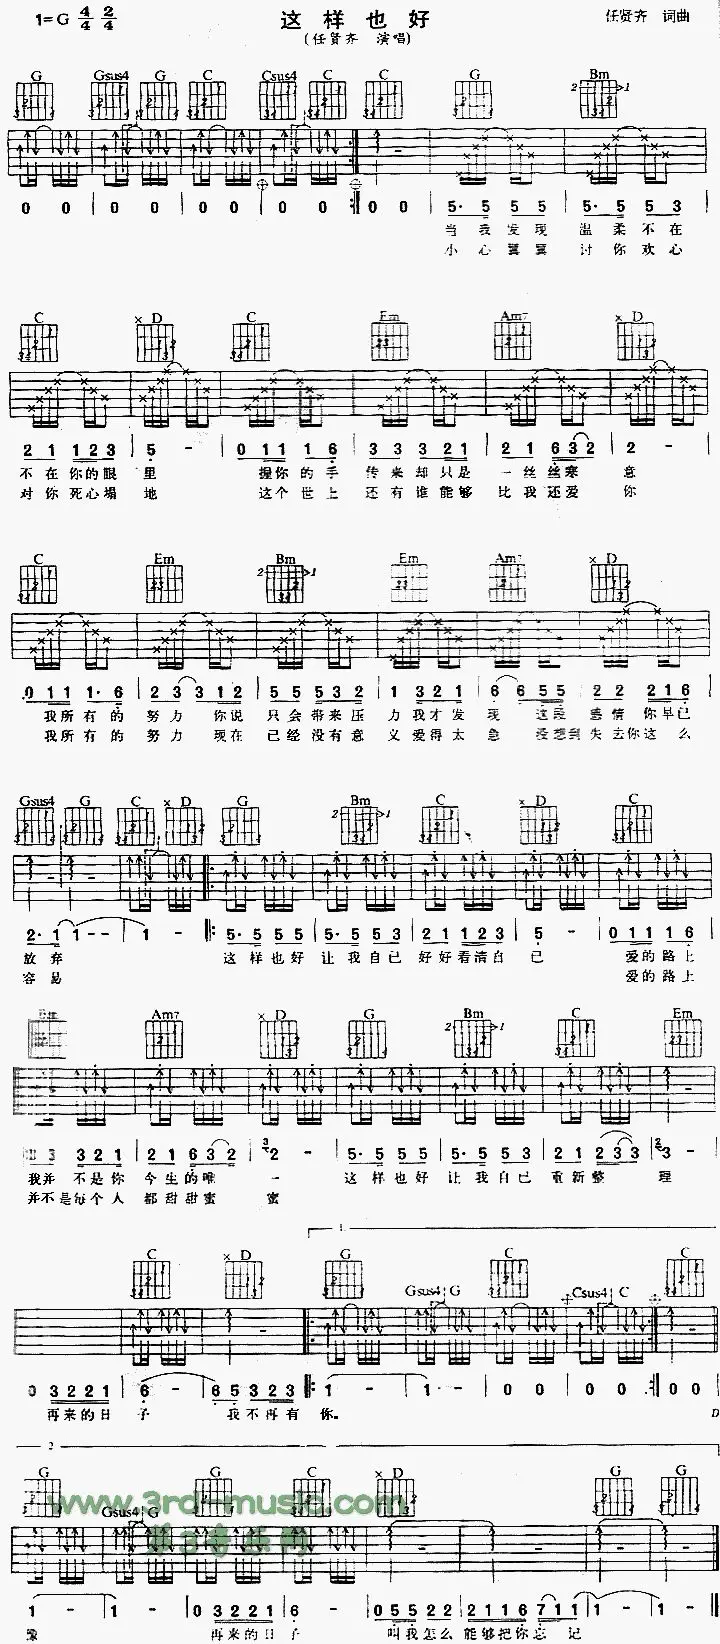 1=G 4/4 2/4 这样也好 任贤齐 词曲
(任贤齐 演唱)
G Gsus4 G C Csus4 C C G Bm
0 0 0 0 0 0 0 0 0 0 5· 5 5 5 5· 5 5 3
当我发现 温柔不在
小心翼翼 讨你欢心
C × D C Em Am7 × D
2 1 1 2 3 5 - 0 1 1 1 6 3 3 3 2 1 2 1 6 3 2 2 -
不在你的眼里 握你的手 传来却只是 一丝丝寒意
对你死心塌地 这个世上 还有谁能够 比我还爱你
C Em Bm Em Am7 × D
0 1 1 1· 6 2 3 3 1 2 5 5 5 3 2 1 3 2 1 6 6 5 5 2 2 2 1 6
我所有的 努力 你说 只会带来压力我才发现 这段感情你早已
我所有的 努力 现在 已经没有意义爱得太急 没想到失去你这么
Gsus4 G C × D G Bm C × D C
2· 1 1 - - 1 - 5· 5 5 5 5· 5 5 3 2 1 1 2 3 5 - 0 1 1 1 6
放弃 这样也好 让我自己 好好看清自己 爱的路上
容易 爱的路上
Am7 × D G Bm C Em
3 3 2 1 2 1 6 3 2 2 - 5· 5 5 5 5· 5 5 3 2 1 2 3 3 3 -
我并不是你 今生的唯一 这样也好 让我自己 重新整理
并不是每个人 都甜甜蜜蜜
1.
C × D G Gsus4 G C Csus4 C C
0 3 2 2 1 6 - 6 5 3 2 3 1 - 1 - 0 0 0 0 0 -
再来的日子 我不再有你。
D
2
G Gsus4 G G C × D G G
www.3rd-music.com
第3音乐网
1 - 1 - 0 3 2 2 1 6 - 0 5 5 5 1 2 1 6 7 1 1 1 -
再来的日子 叫我怎么能够把你忘记